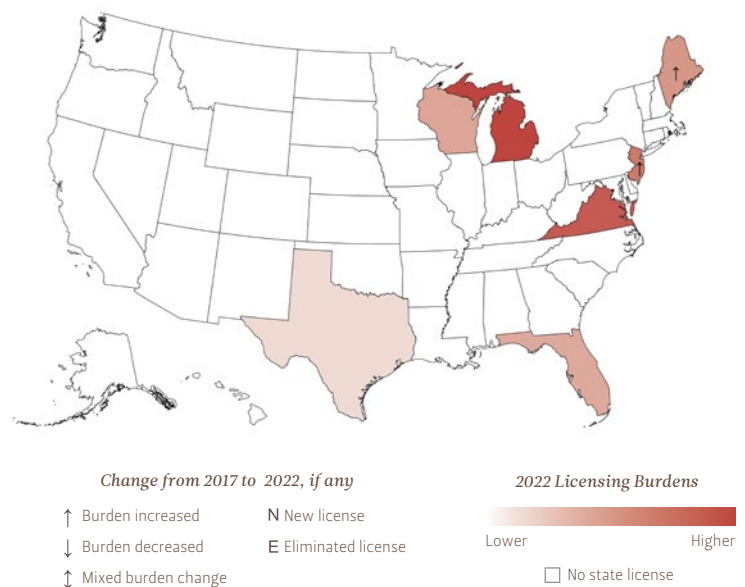 Change from 2017 to 2022, if any
↑ Burden increased
↓ Burden decreased
↕ Mixed burden change
N New license
E Eliminated license
2022 Licensing Burdens
Lower Higher
No state license